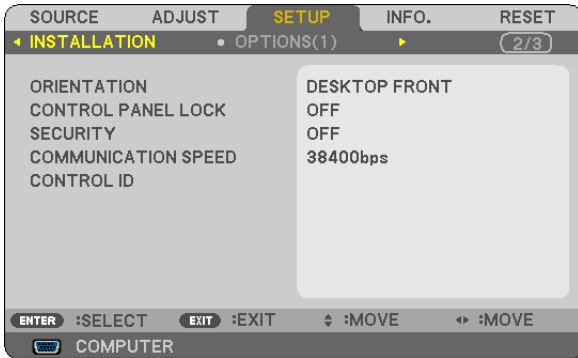 SOURCE ADJUST SETUP INFO. RESET
INSTALLATION • OPTIONS(1) 2/3
ORIENTATION DESKTOP FRONT
CONTROL PANEL LOCK OFF
SECURITY OFF
COMMUNICATION SPEED 38400bps
CONTROL ID
ENTER :SELECT EXIT :EXIT :MOVE :MOVE
COMPUTER